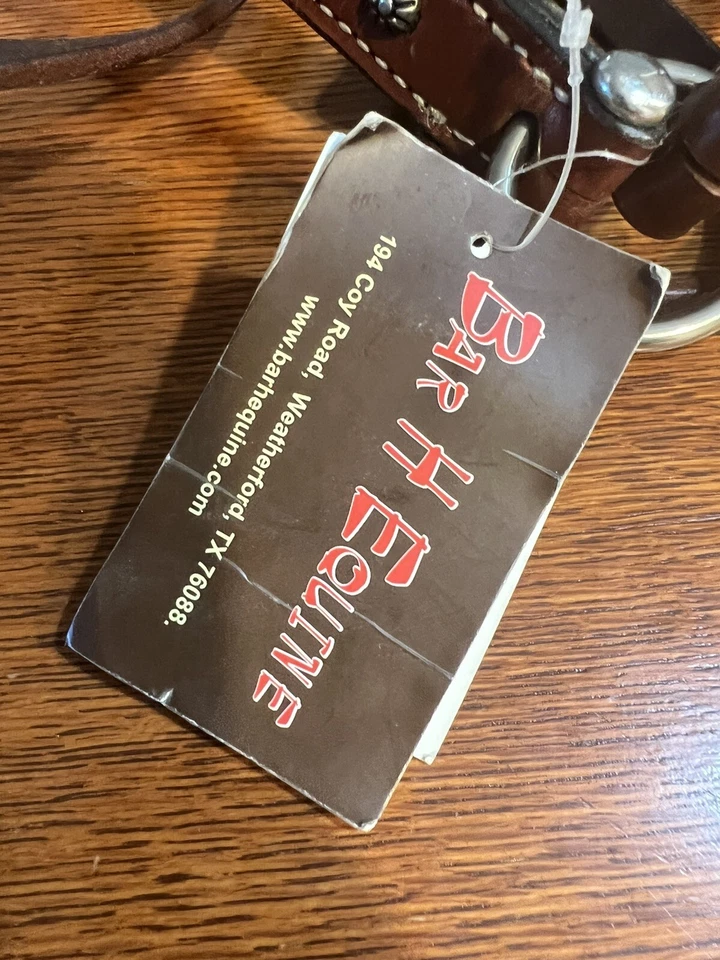 BAR H EQUINE
194 Coy Road, Weatherford, TX 76088.
www.barhequine.com